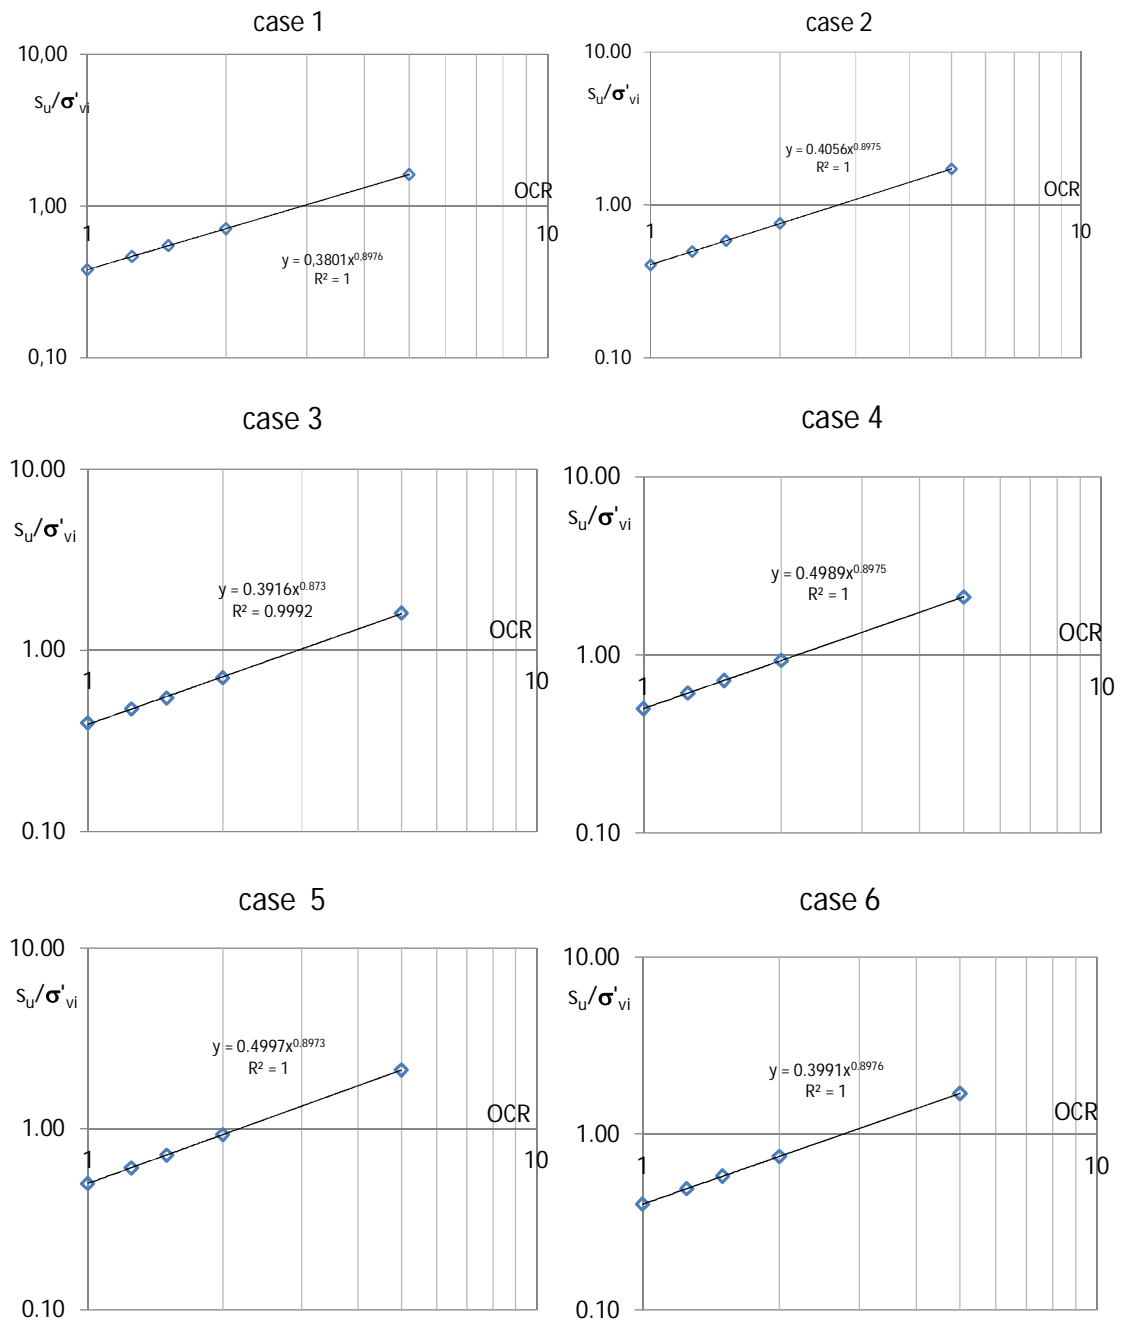 case 1
10,00
su/σ'vi
1,00
OCR
1
10
y = 0,3801x0,8976
R² = 1
0,10
case 2
10.00
su/σ'vi
y = 0.4056x0.8975
R² = 1
OCR
1.00
1
10
0.10
case 3
10.00
su/σ'vi
y = 0.3916x0.873
R² = 0.9992
OCR
1.00
1
10
0.10
case 4
10.00
su/σ'vi
y = 0.4989x0.8975
R² = 1
OCR
1.00
1
10
0.10
case 5
10.00
su/σ'vi
y = 0.4997x0.8973
R² = 1
OCR
1.00
1
10
0.10
case 6
10.00
su/σ'vi
y = 0.3991x0.8976
R² = 1
OCR
1.00
1
10
0.10